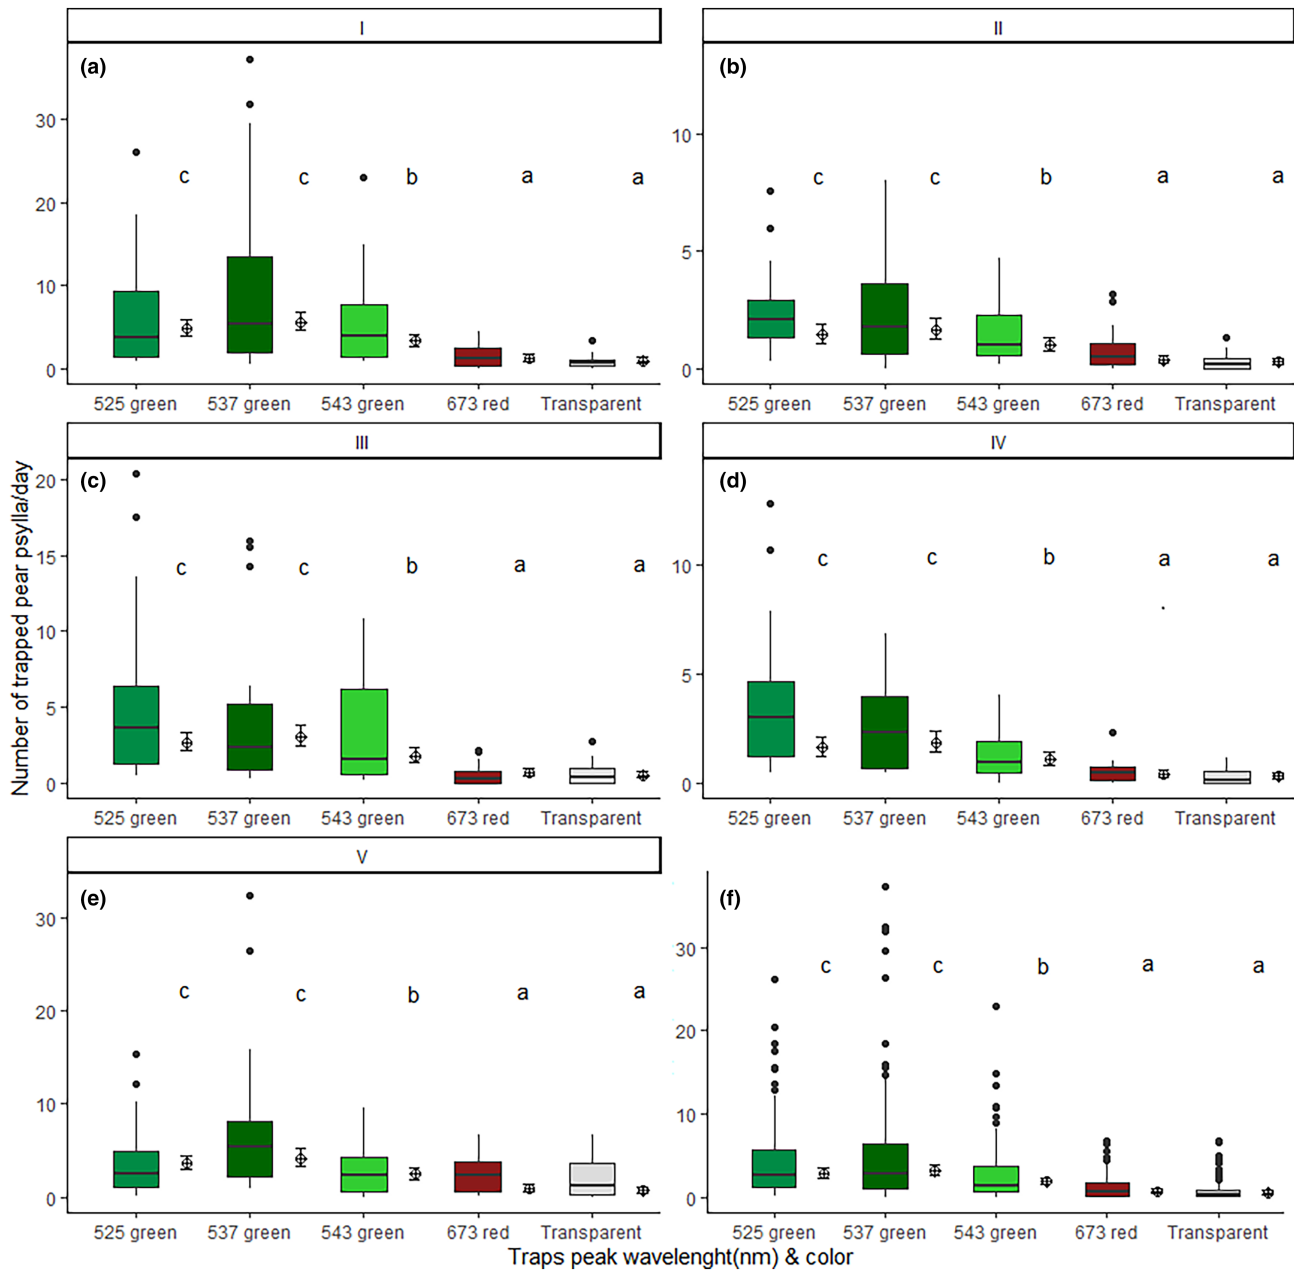 I
(a)
30
20
10
0
c c b a a
525 green 537 green 543 green 673 red Transparent
II
(b)
10
5
0
c c b a a
525 green 537 green 543 green 673 red Transparent
III
(c)
20
15
10
5
0
c c b a a
525 green 537 green 543 green 673 red Transparent
IV
(d)
10
5
0
c c b a a
525 green 537 green 543 green 673 red Transparent
V
(e)
30
20
10
0
c c b a a
525 green 537 green 543 green 673 red Transparent
(f)
30
20
10
0
c c b a a
525 green 537 green 543 green 673 red Transparent
Number of trapped pear psylla/day
Traps peak wavelenght(nm) & color